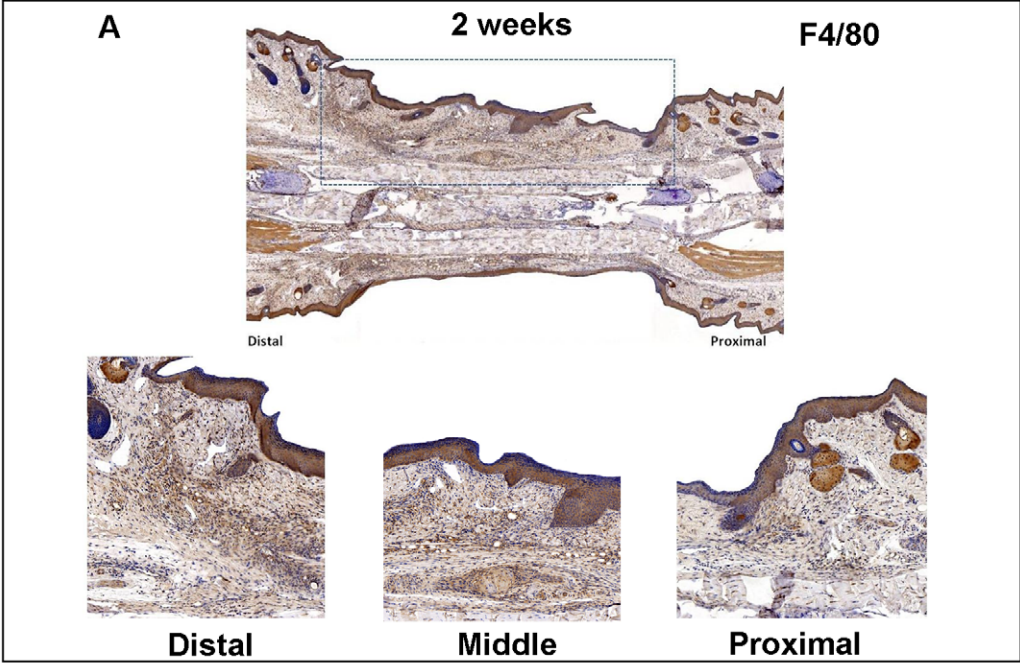 A
2 weeks
F4/80
Distal
Proximal
Distal
Middle
Proximal